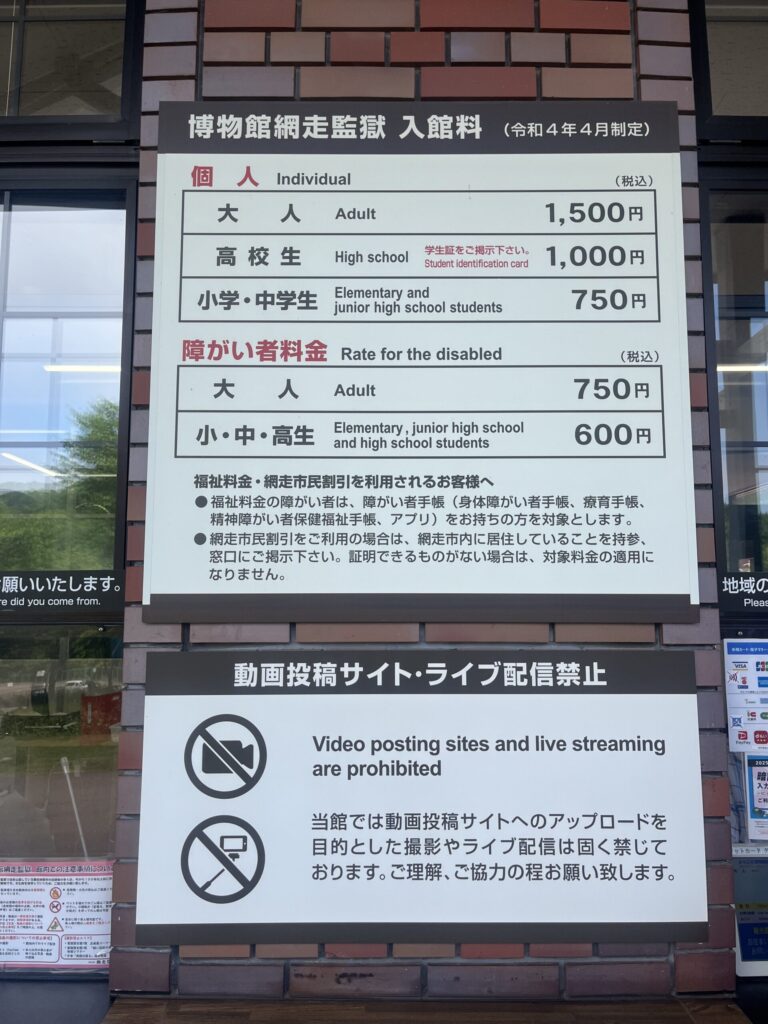 博物館網走監獄 入館料 (令和4年4月制定)
個 人 Individual (税込)
大 人 Adult 1,500円
高 校 生 High school 学生証をご掲示下さい。 Student identification card 1,000円
小学・中学生 Elementary and junior high school students 750円
障がい者料金 Rate for the disabled (税込)
大 人 Adult 750円
小・中・高生 Elementary, junior high school and high school students 600円
福祉料金・網走市民割引を利用されるお客様へ
●福祉料金の障がい者は、障がい者手帳(身体障がい者手帳、療育手帳、
精神障がい者保健福祉手帳、アプリ)をお持ちの方を対象とします。
●網走市民割引をご利用の場合は、網走市内に居住していることを持参、
窓口にご掲示下さい。証明できるものがない場合は、対象料金の適用に
なりません。
願いいたします。
re did you come from.
地域の
Pleas
動画投稿サイト・ライブ配信禁止
Video posting sites and live streaming
are prohibited
当館では動画投稿サイトへのアップロードを
目的とした撮影やライブ配信は固く禁じて
おります。ご理解、ご協力の程お願い致します。
VISA
JCB
PayPay